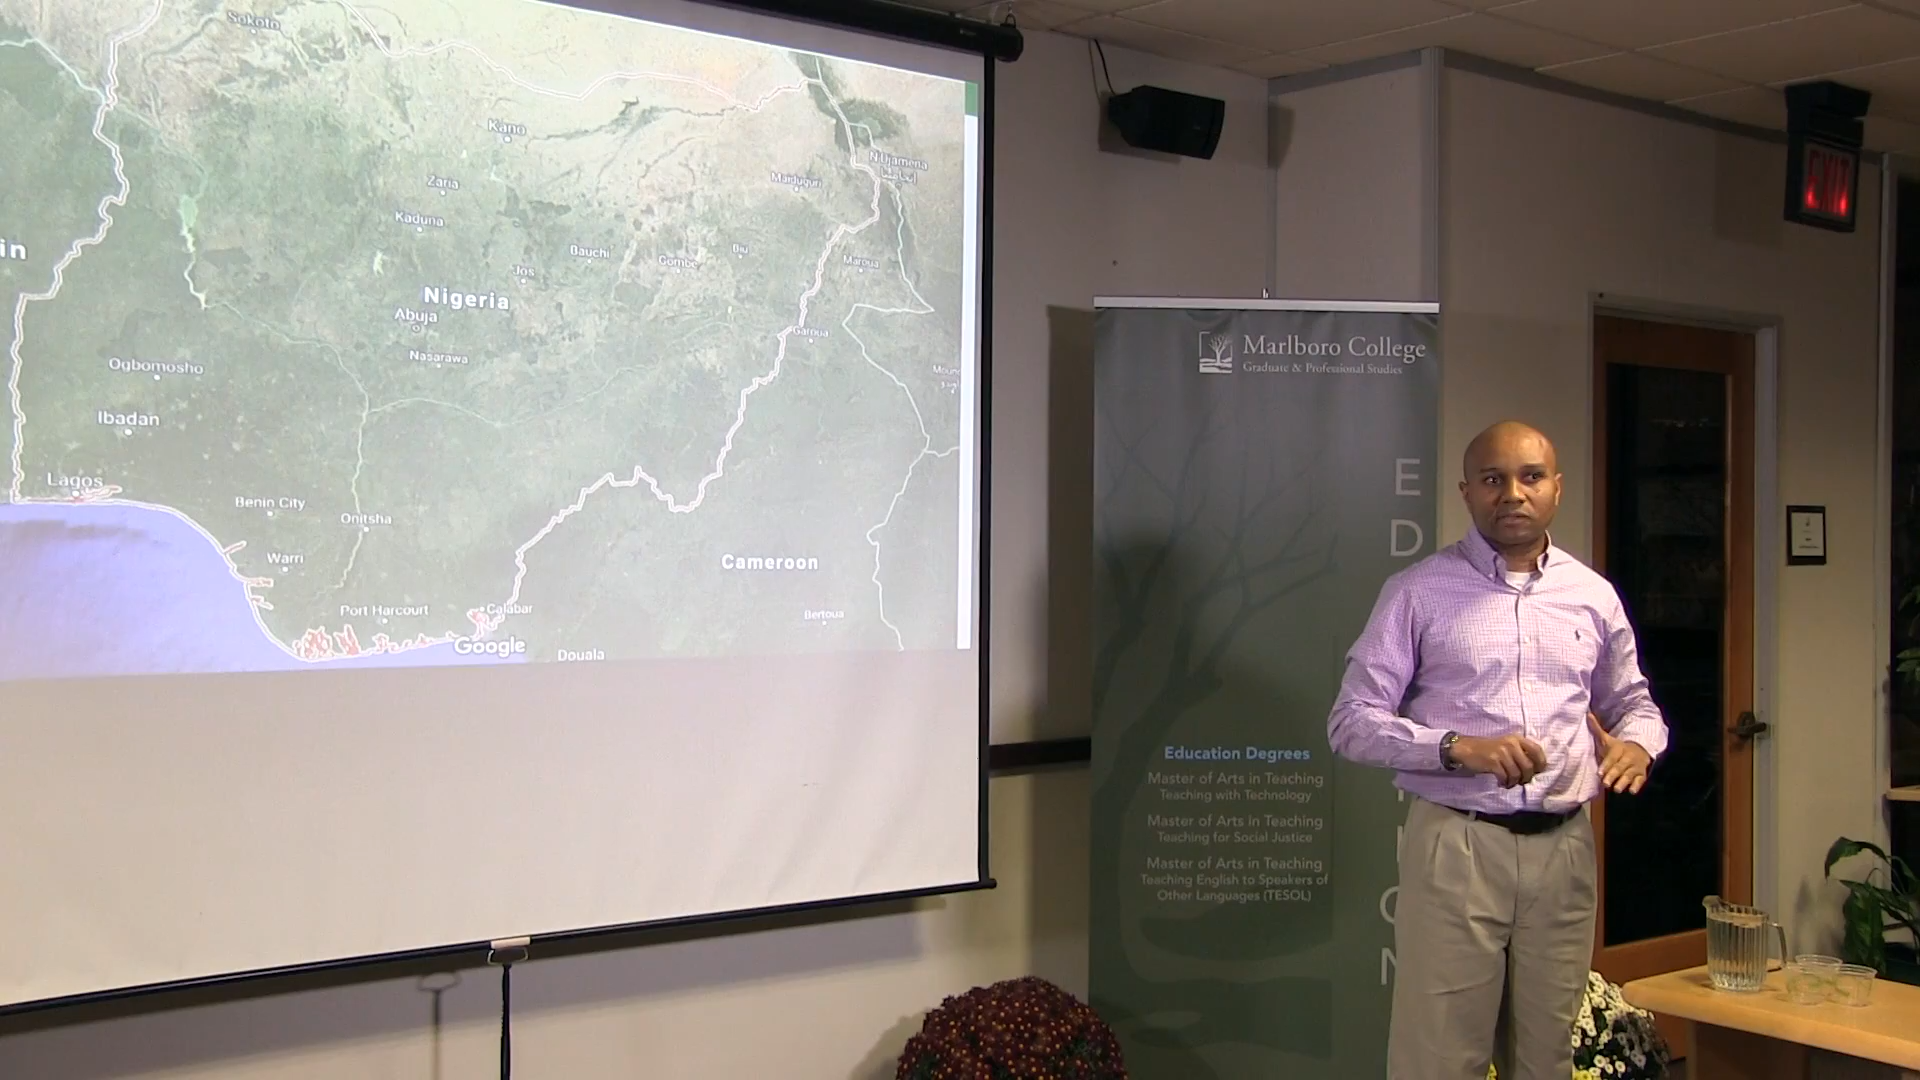 Sokoto
Kano
N'Djamena
إنجامينا
Maiduguri
Zaria
Kaduna
in
Bauchi
Biu
Gombe
Maroua
Jos
Nigeria
Abuja
Garoua
Nasarawa
Ogbomosho
Ibadan
Lagos
Benin City
Onitsha
Warri
Cameroon
Port Harcourt
Calabar
Bertoua
Google
Douala
EXIT
Marlboro College
Graduate & Professional Studies
E
D
Education Degrees
Master of Arts in Teaching
Teaching with Technology
Master of Arts in Teaching
Teaching for Social Justice
Master of Arts in Teaching
Teaching English to Speakers of
Other Languages (TESOL)
N